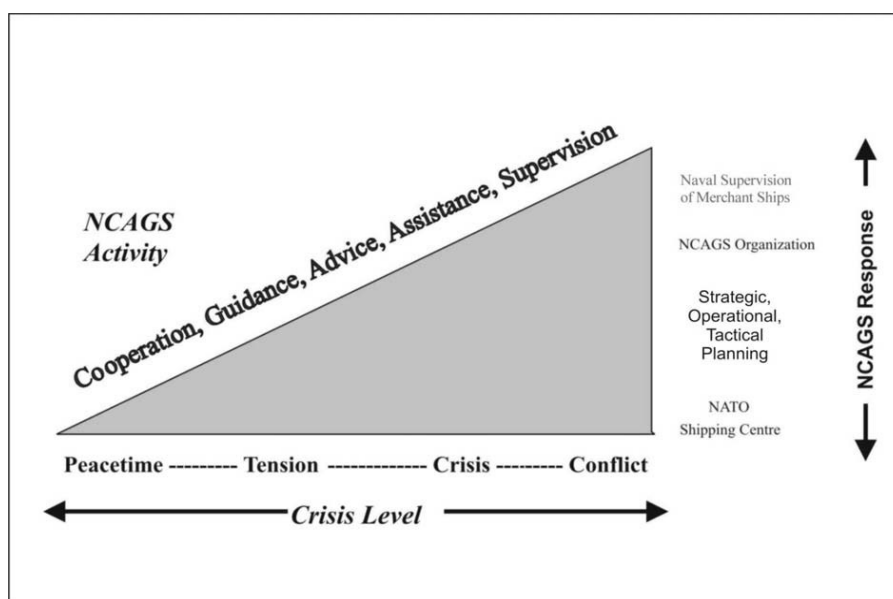 NCAGS
Activity
Cooperation, Guidance, Advice, Assistance, Supervision
Naval Supervision
of Merchant Ships
NCAGS Organization
Strategic,
Operational,
Tactical
Planning
NATO
Shipping Centre
NCAGS Response
Peacetime --------- Tension ------------- Crisis --------- Conflict
Crisis Level